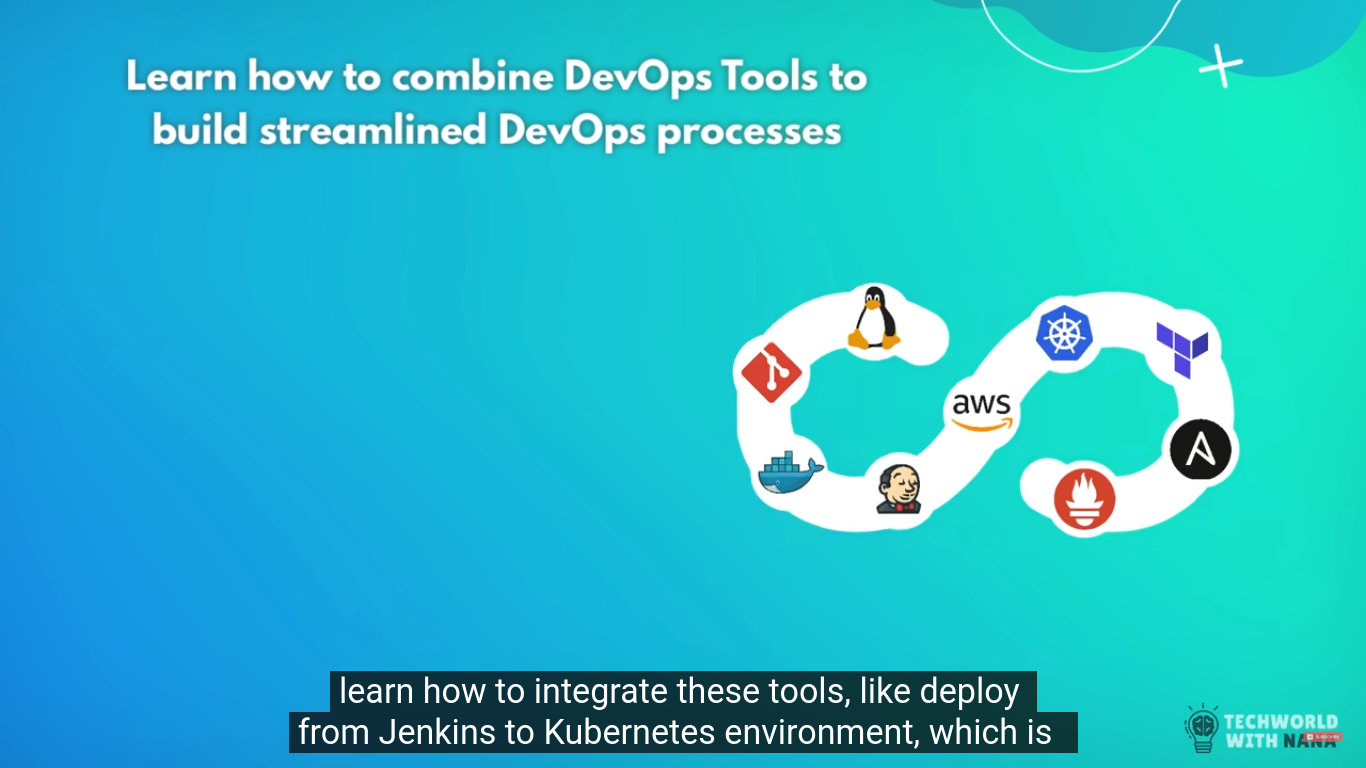 Learn how to combine DevOps Tools to
build streamlined DevOps processes
aws
learn how to integrate these tools, like deploy
from Jenkins to Kubernetes environment, which is
TECHWORLD
WITH NANA
SUBSCRIBE